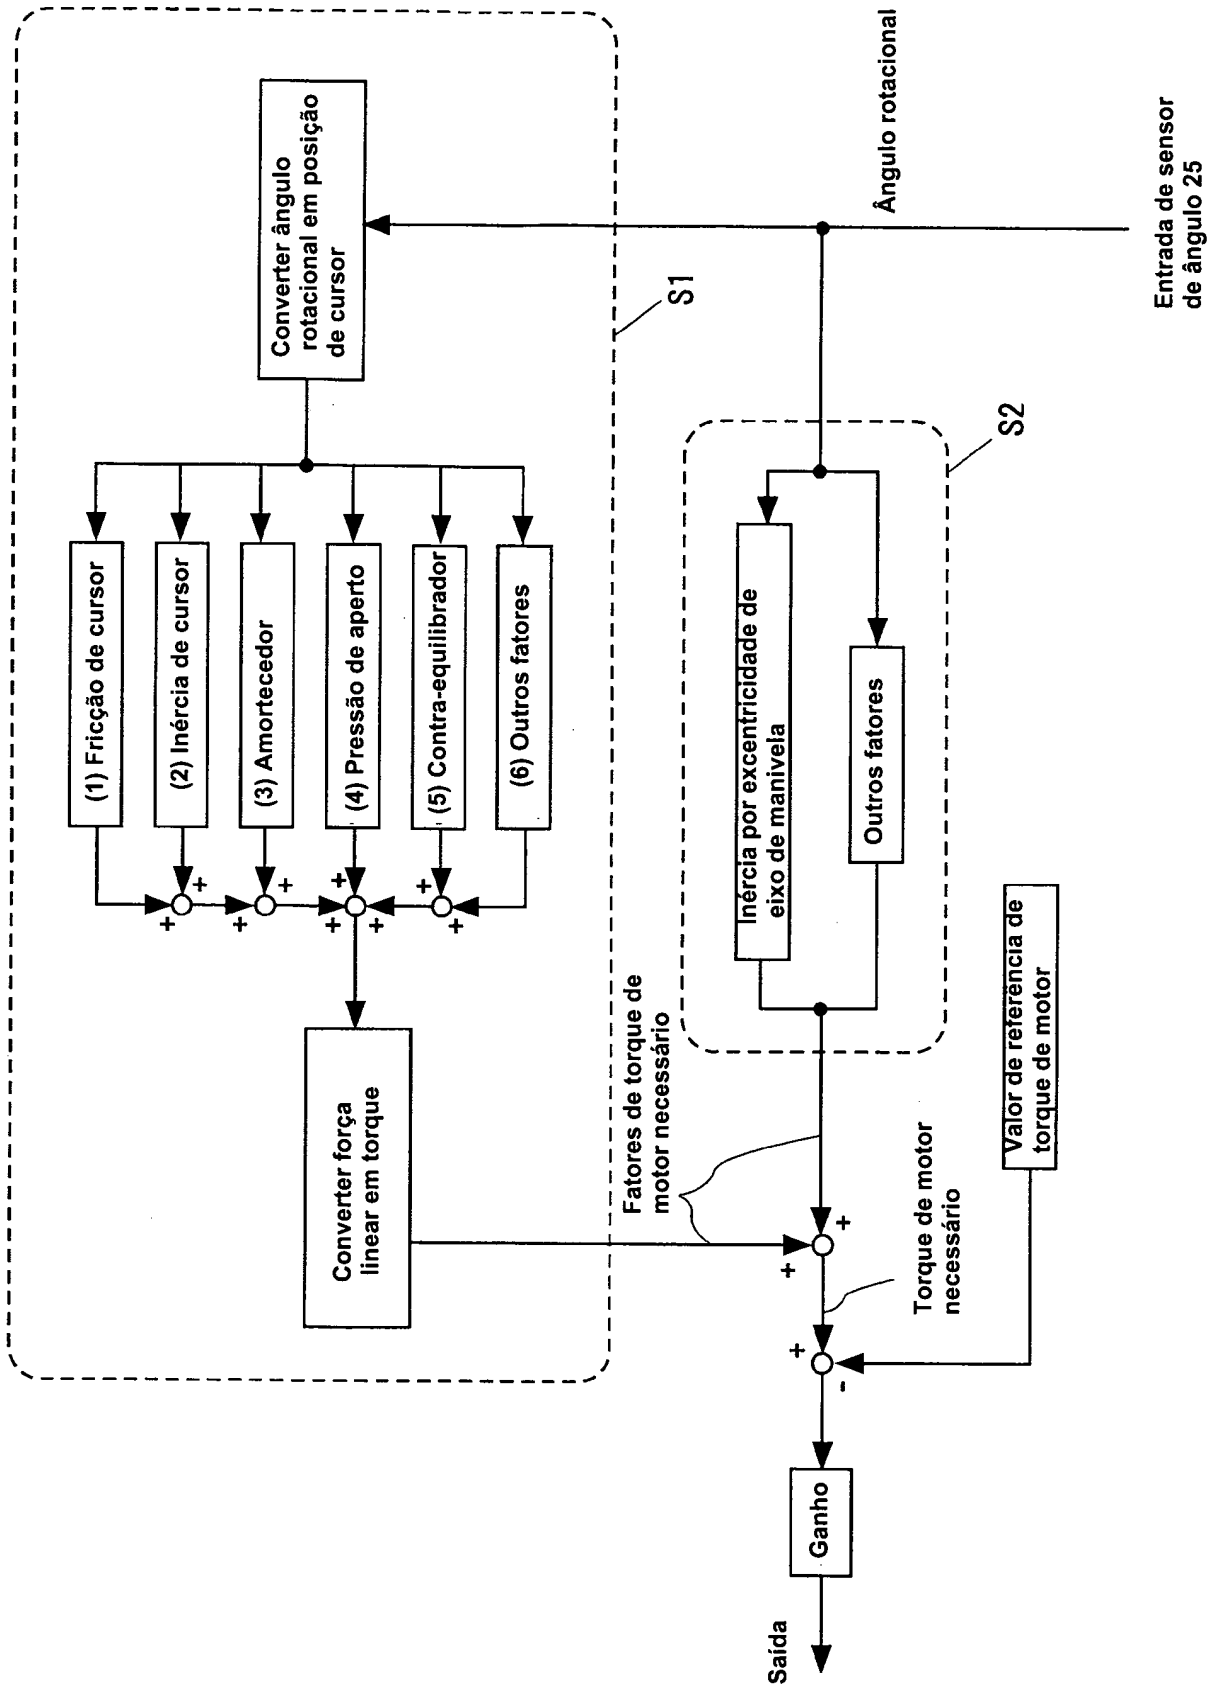 Entrada de sensor
de ângulo 25
Ângulo rotacional
S1
Converter ângulo
rotacional em posição
de cursor
(1) Fricção de cursor
(2) Inércia de cursor
(3) Amortecedor
(4) Pressão de aperto
(5) Contra-equilibrador
(6) Outros fatores
+
+
+
+
+
+
+
+
+
Converter força
linear em torque
S2
Inércia por excentricidade de
eixo de manivela
Outros fatores
Fatores de torque de
motor necessário
+
+
Torque de motor
necessário
Valor de referência de
torque de motor
+
-
Ganho
Saída